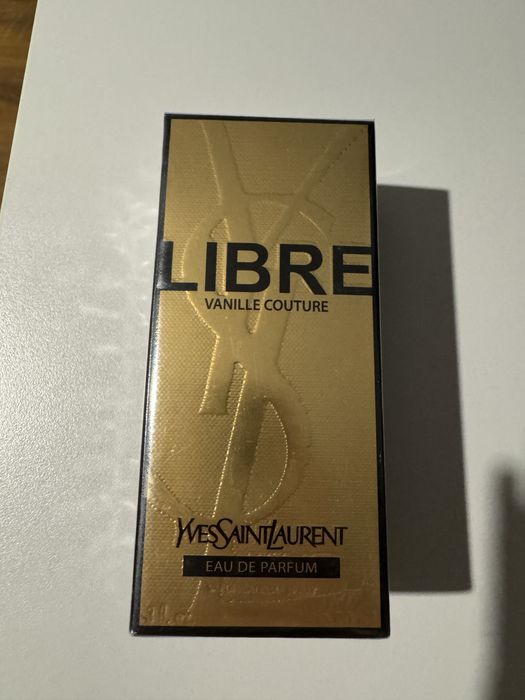 LIBRE
VANILLE COUTURE
YVESSAINTLAURENT
EAU DE PARFUM